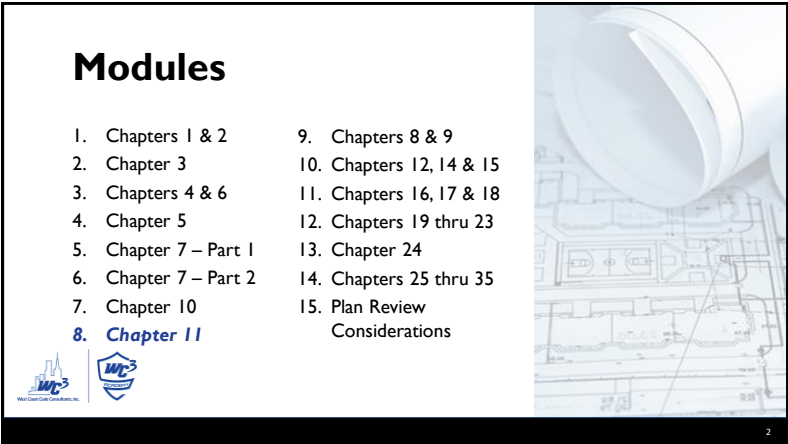 Modules
1. Chapters 1 & 2
2. Chapter 3
3. Chapters 4 & 6
4. Chapter 5
5. Chapter 7 – Part 1
6. Chapter 7 – Part 2
7. Chapter 10
8. Chapter 11
9. Chapters 8 & 9
10. Chapters 12, 14 & 15
11. Chapters 16, 17 & 18
12. Chapters 19 thru 23
13. Chapter 24
14. Chapters 25 thru 35
15. Plan Review
Considerations
WC3
West Coast Code Consultants, Inc.
WC3
ACADEMY
2